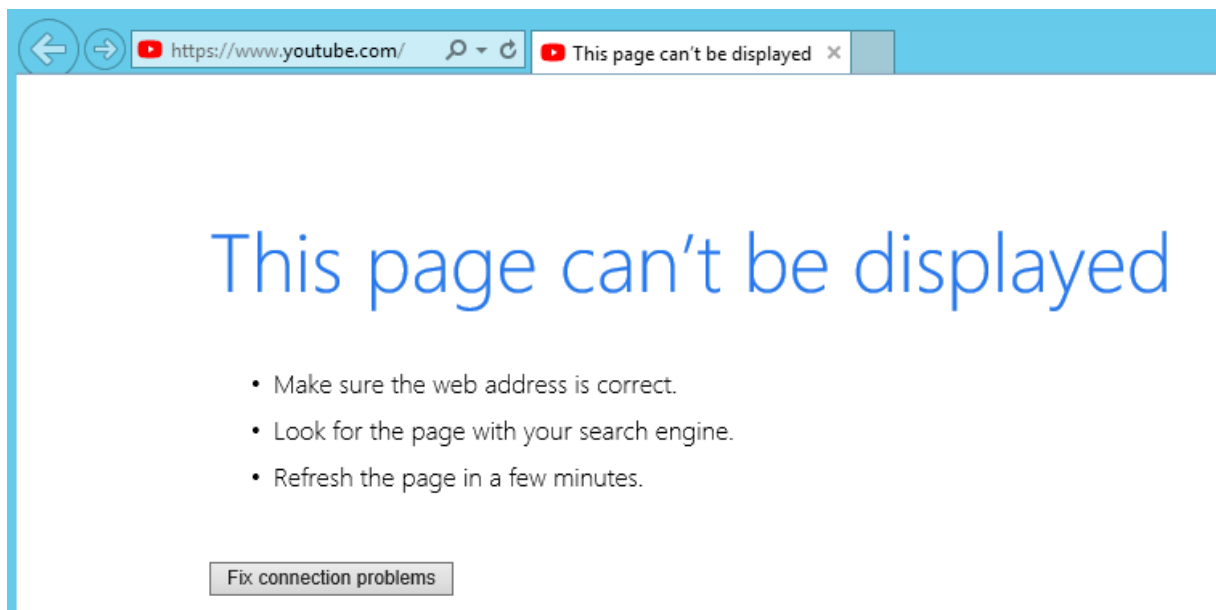 https://www.youtube.com/
This page can't be displayed
This page can't be displayed
• Make sure the web address is correct.
• Look for the page with your search engine.
• Refresh the page in a few minutes.
Fix connection problems